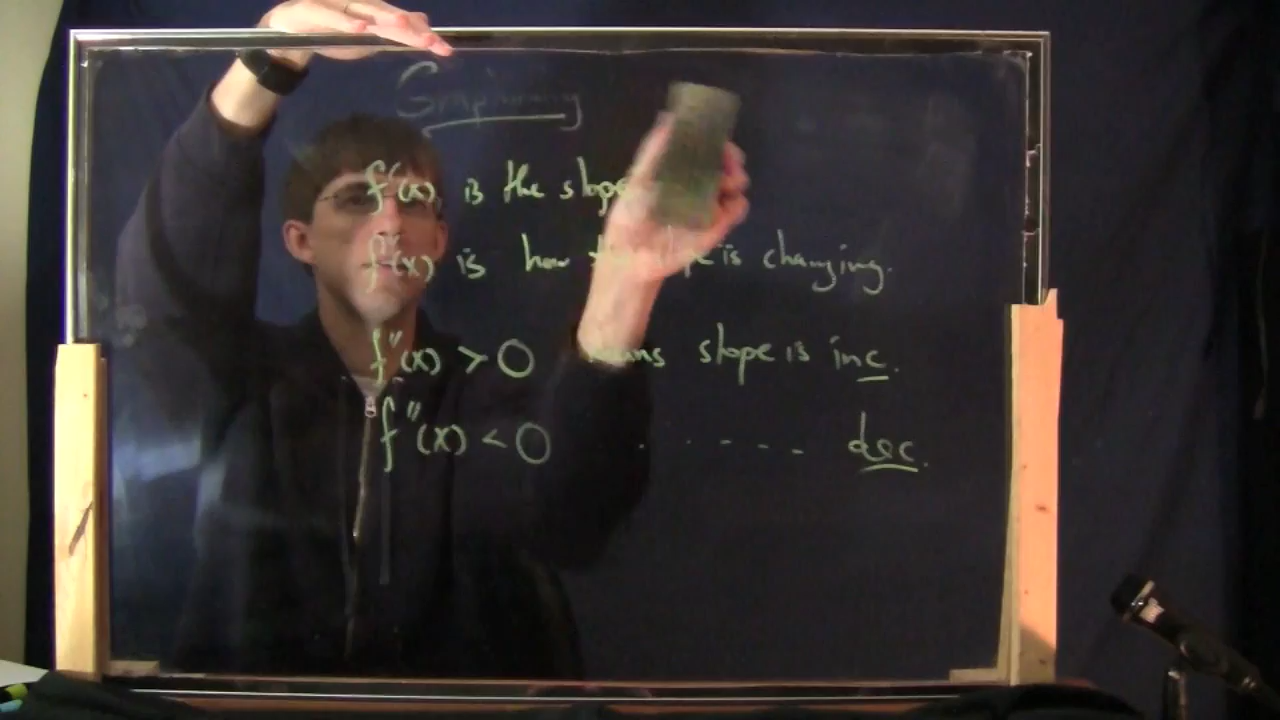 Graphing
f'(x) is the slope
f''(x) is how the slope is changing.
f''(x) > 0 means slope is inc.
f''(x) < 0 . . . - - - dec.